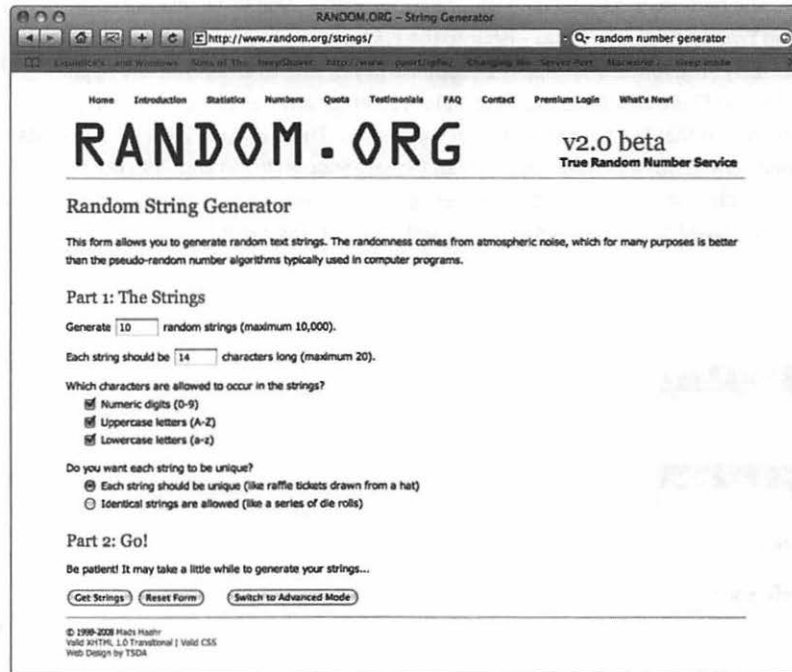 RANDOM.ORG – String Generator
http://www.random.org/strings/
random number generator
Home Introduction Statistics Numbers Quota Testimonials FAQ Contact Premium Login What's New!
RANDOM.ORG
v2.0 beta
True Random Number Service
Random String Generator
This form allows you to generate random text strings. The randomness comes from atmospheric noise, which for many purposes is better
than the pseudo-random number algorithms typically used in computer programs.
Part 1: The Strings
Generate 10 random strings (maximum 10,000).
Each string should be 14 characters long (maximum 20).
Which characters are allowed to occur in the strings?
Numeric digits (0-9)
Uppercase letters (A-Z)
Lowercase letters (a-z)
Do you want each string to be unique?
Each string should be unique (like raffle tickets drawn from a hat)
Identical strings are allowed (like a series of die rolls)
Part 2: Go!
Be patient! It may take a little while to generate your strings...
Get Strings Reset Form Switch to Advanced Mode
© 1998-2008 Mads Haahr
Valid XHTML 1.0 Transitional | Valid CSS
Web Design by TSDA